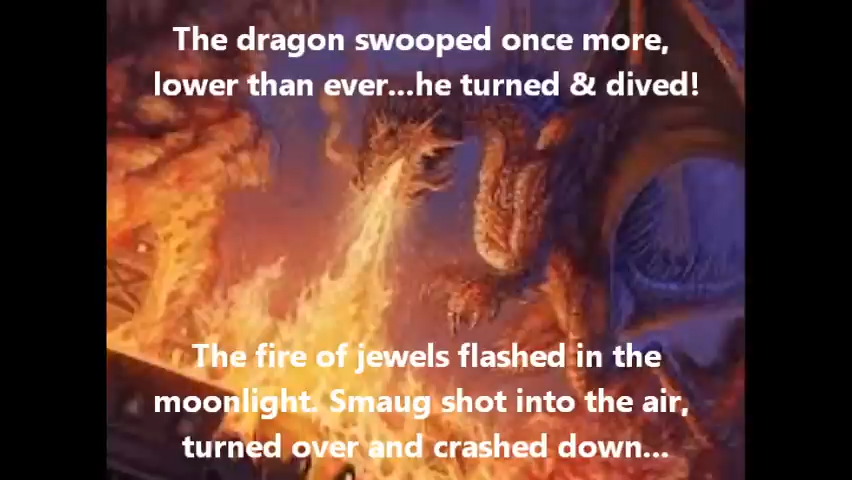 The dragon swooped once more,
lower than ever...he turned & dived!
The fire of jewels flashed in the
moonlight. Smaug shot into the air,
turned over and crashed down...